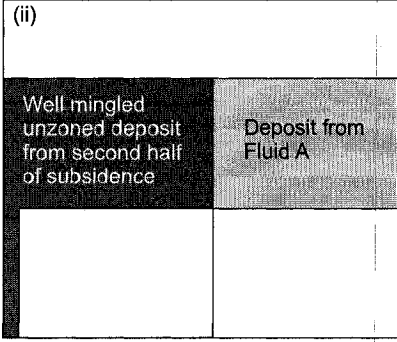 (ii)
Well mingled
unzoned deposit
from second half
of subsidence
Deposit from
Fluid A